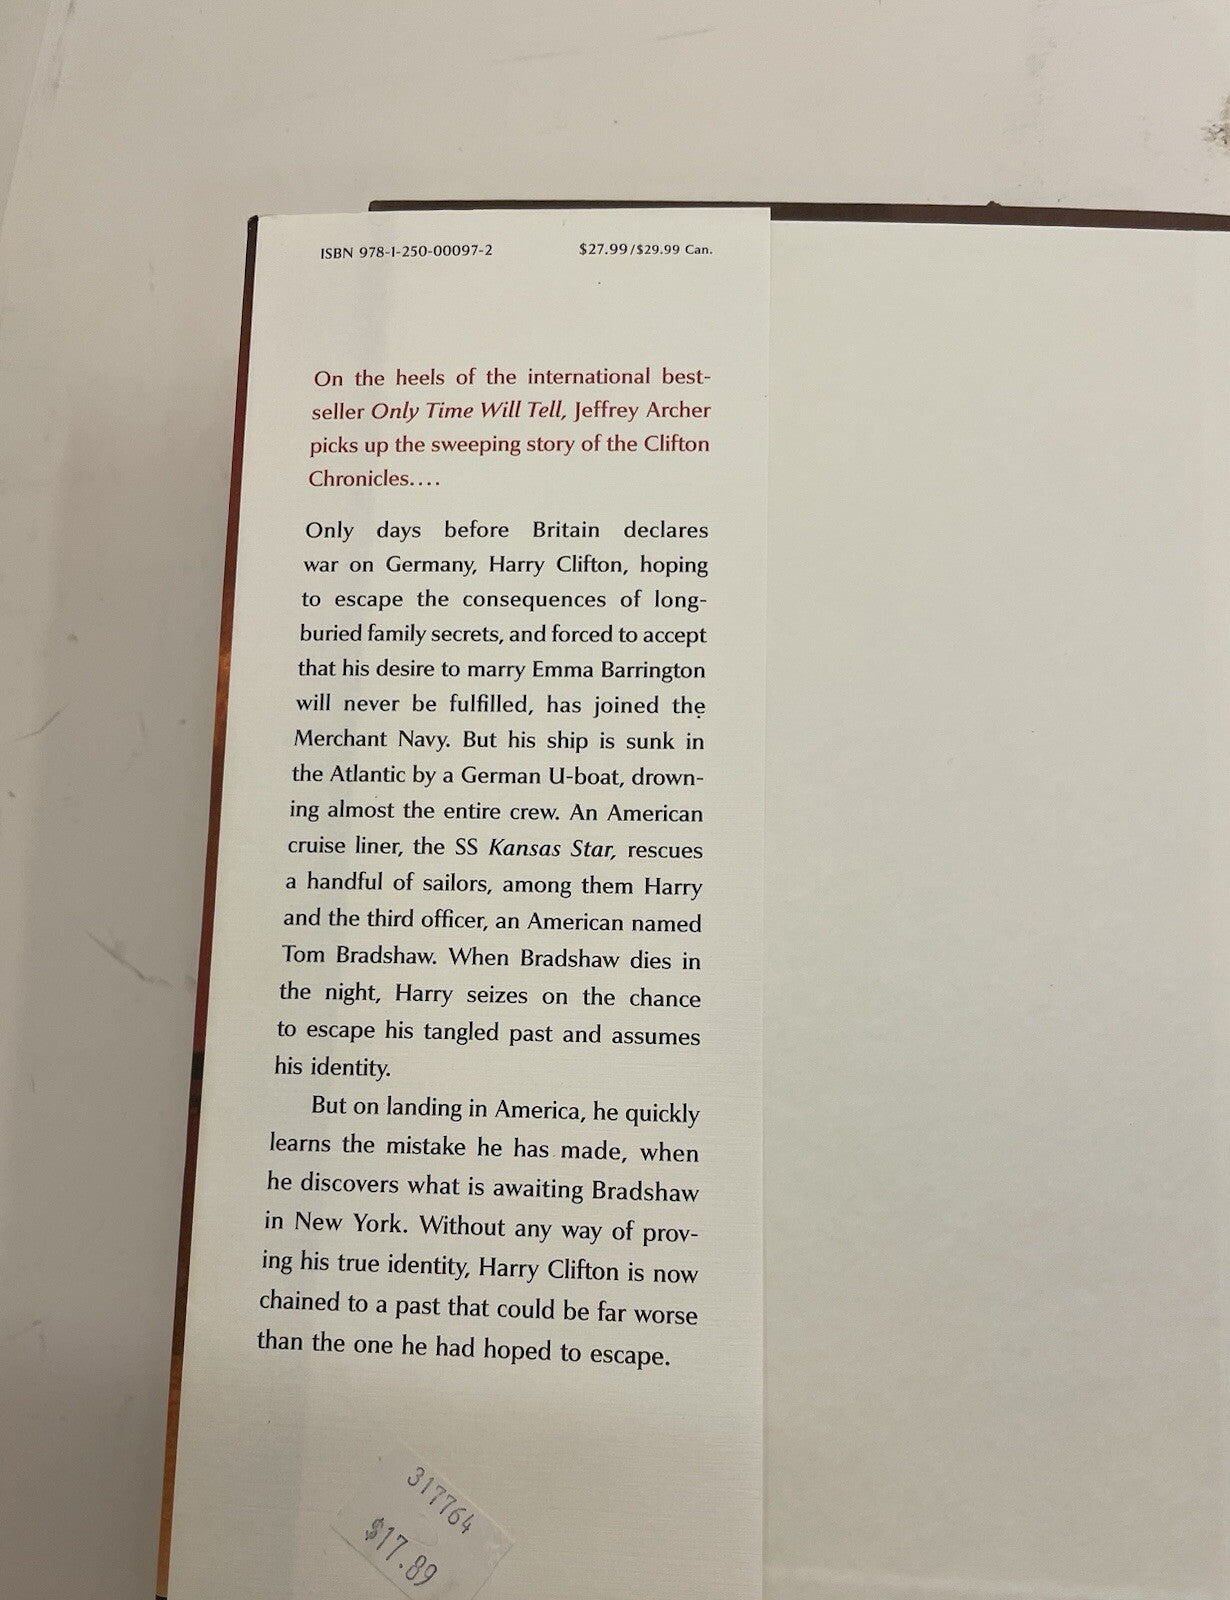 ISBN 978-1-250-00097-2 $27.99/$29.99 Can.
On the heels of the international best-
seller Only Time Will Tell, Jeffrey Archer
picks up the sweeping story of the Clifton
Chronicles....
Only days before Britain declares
war on Germany, Harry Clifton, hoping
to escape the consequences of long-
buried family secrets, and forced to accept
that his desire to marry Emma Barrington
will never be fulfilled, has joined the
Merchant Navy. But his ship is sunk in
the Atlantic by a German U-boat, drown-
ing almost the entire crew. An American
cruise liner, the SS Kansas Star, rescues
a handful of sailors, among them Harry
and the third officer, an American named
Tom Bradshaw. When Bradshaw dies in
the night, Harry seizes on the chance
to escape his tangled past and assumes
his identity.
But on landing in America, he quickly
learns the mistake he has made, when
he discovers what is awaiting Bradshaw
in New York. Without any way of prov-
ing his true identity, Harry Clifton is now
chained to a past that could be far worse
than the one he had hoped to escape.
317764
$17.89